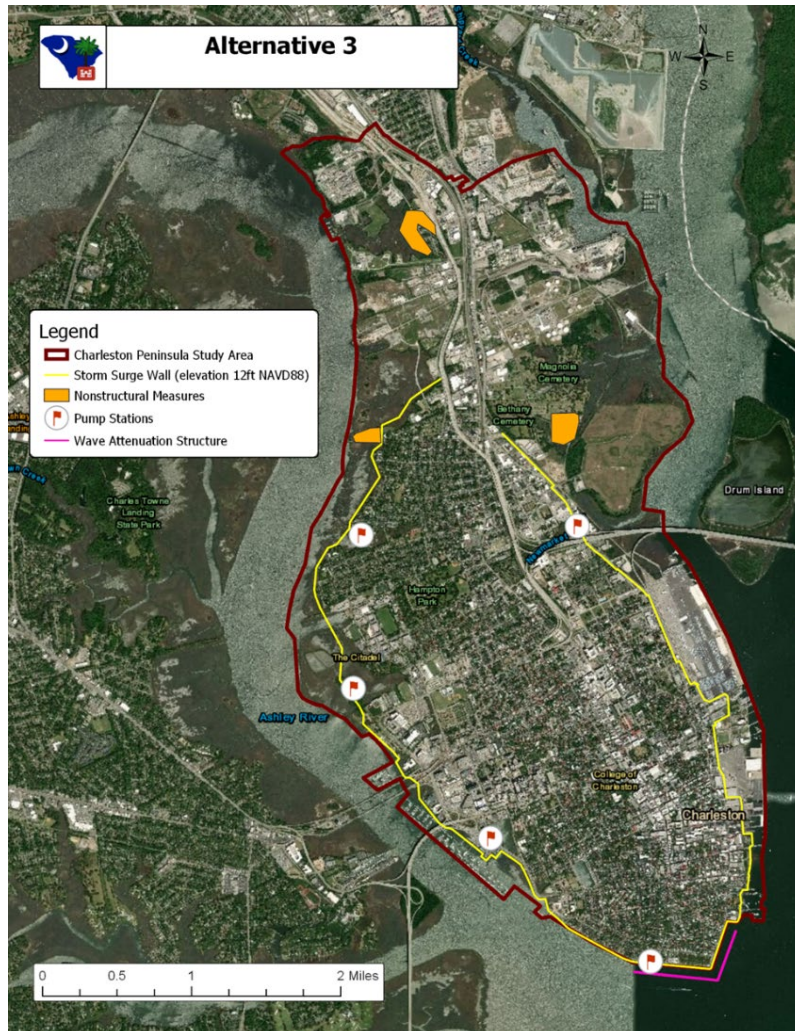 Alternative 3
N
W E
S
Legend
Charleston Peninsula Study Area
Storm Surge Wall (elevation 12ft NAVD88)
Nonstructural Measures
Pump Stations
Wave Attenuation Structure
Magnolia
Cemetery
Bethany
Cemetery
Drum Island
Charles Towne
Landing
State Park
Newmarket
Hampton
Park
The Citadel
Ashley River
College of
Charleston
Charleston
0 0.5 1 2 Miles